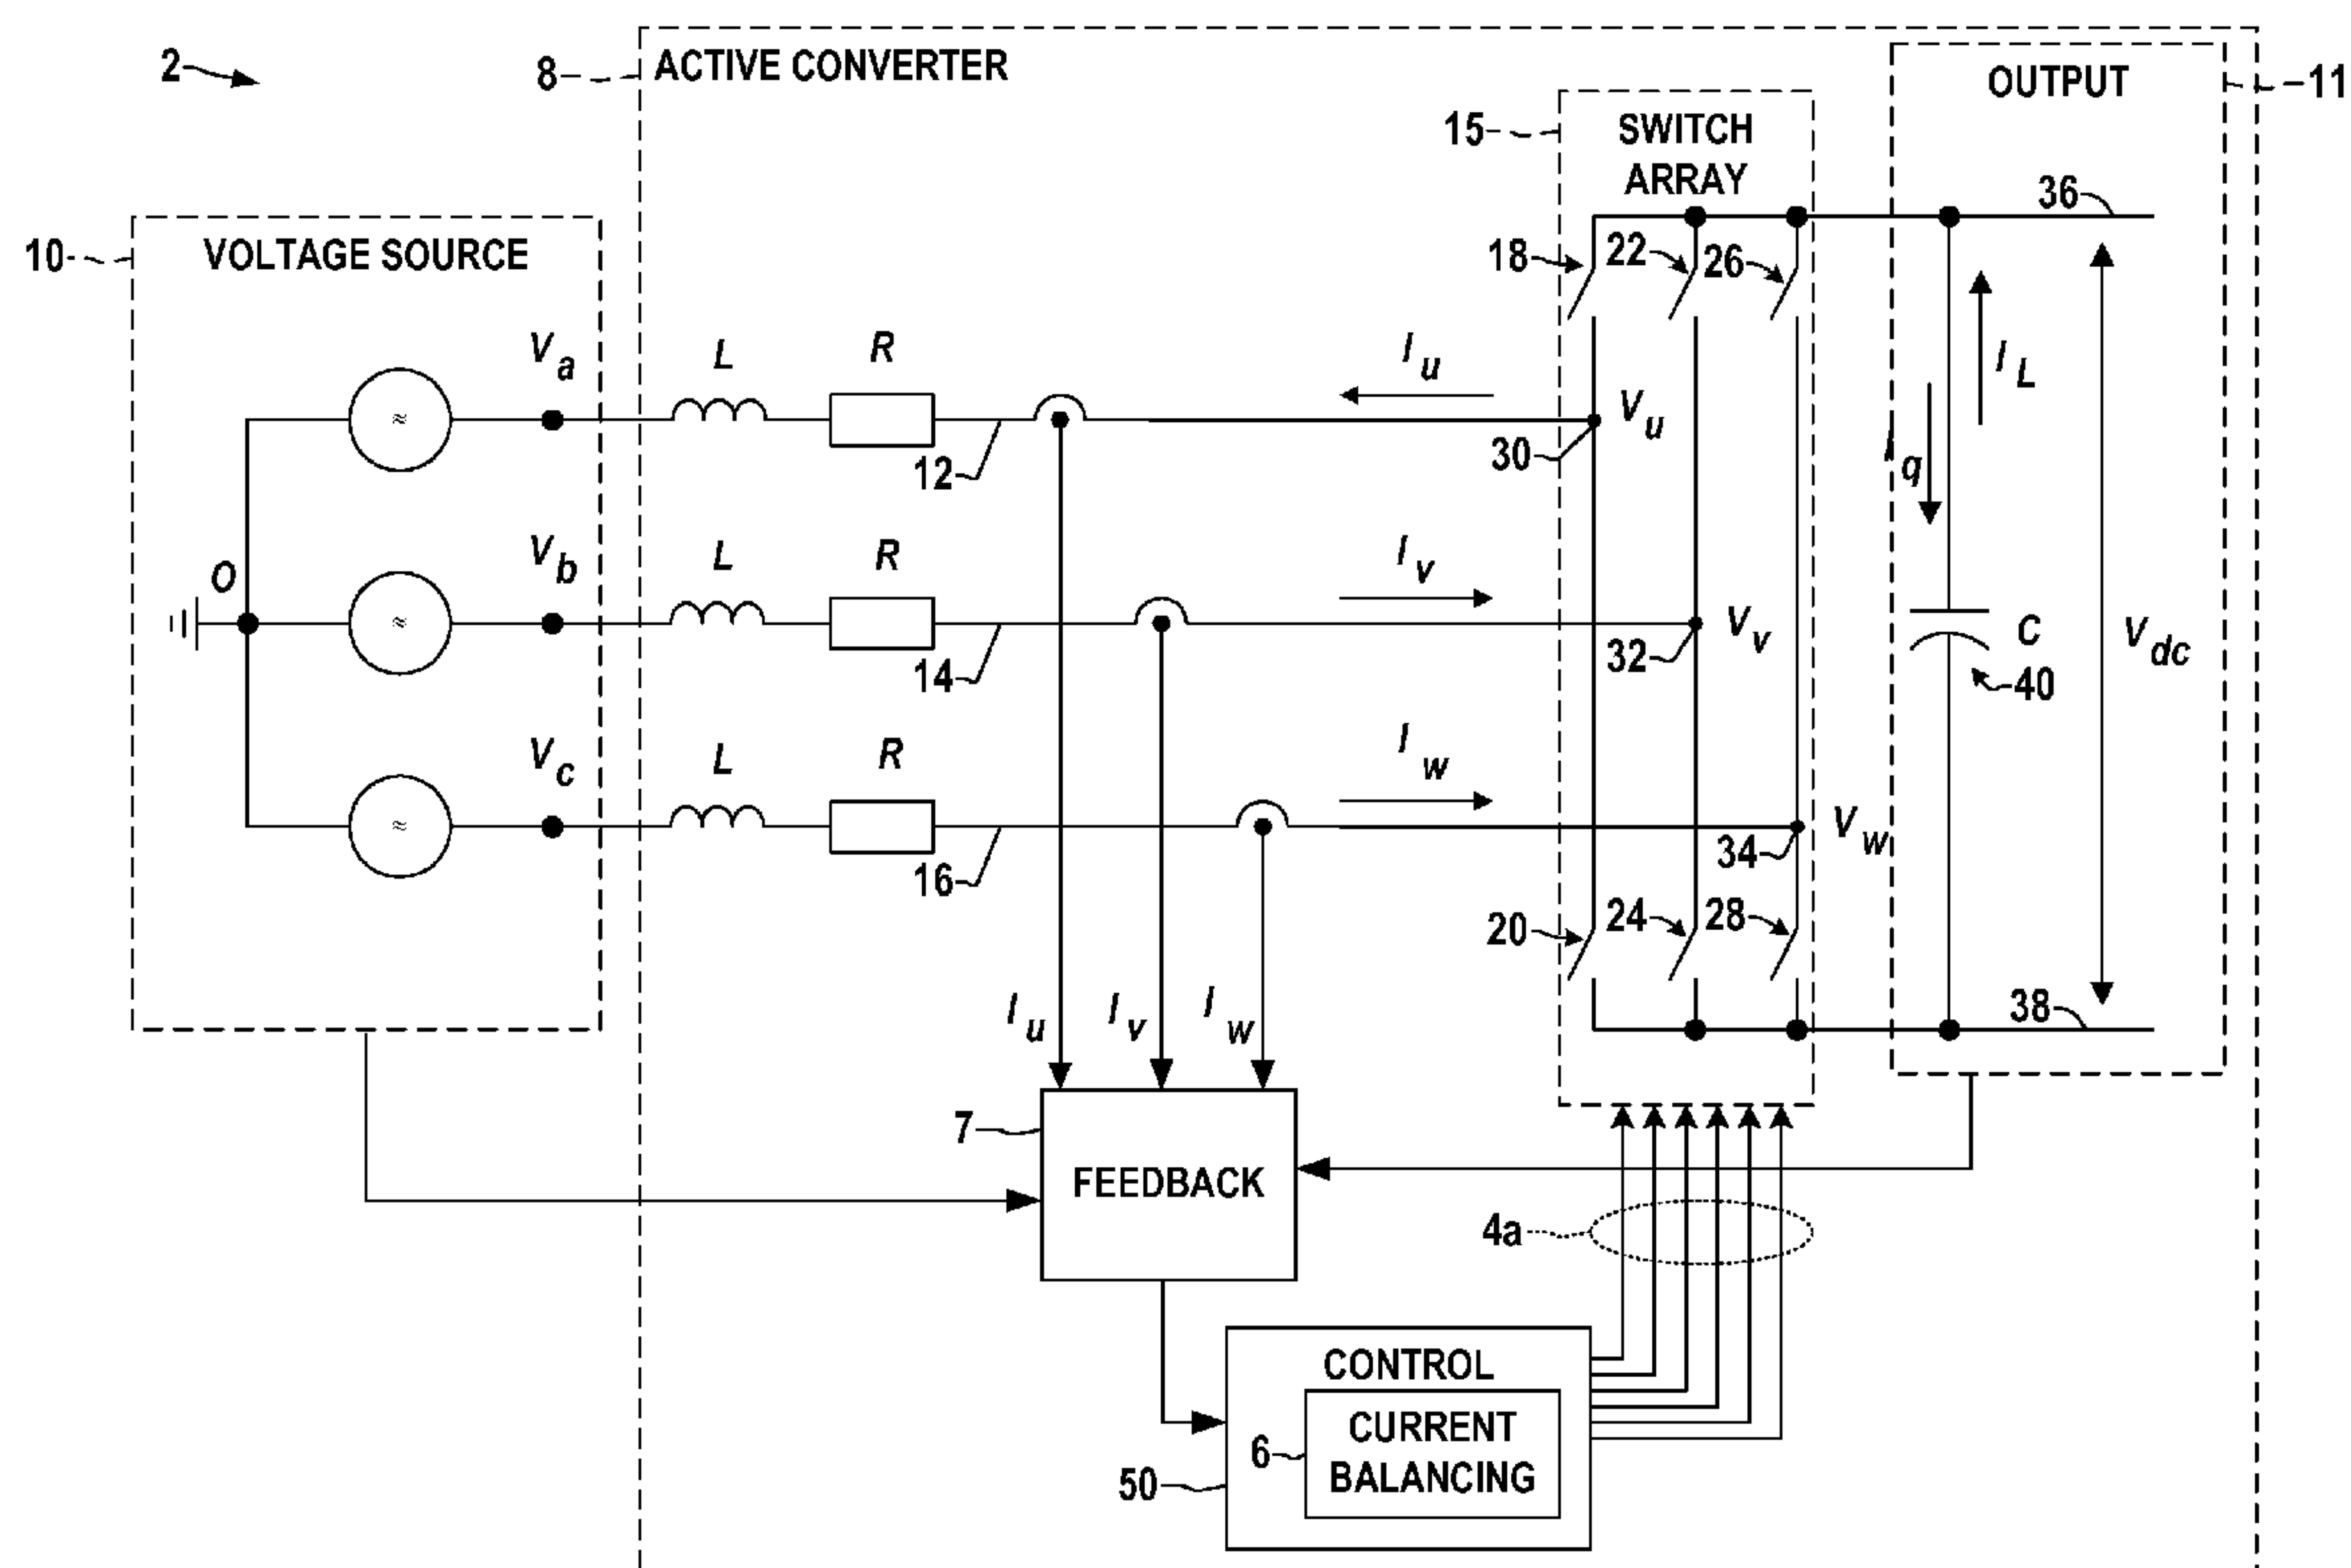 2
8
ACTIVE CONVERTER
OUTPUT
11
15
SWITCH
ARRAY
10
VOLTAGE SOURCE
36
18
22
26
Va
L
R
Iu
Vu
IL
30
Iq
12
O
Vb
L
R
Iv
Vv
C
Vdc
32
14
40
Vc
L
R
Iw
Vw
34
16
20
24
28
Iu
Iv
Iw
38
7
FEEDBACK
4a
CONTROL
6
CURRENT
BALANCING
50